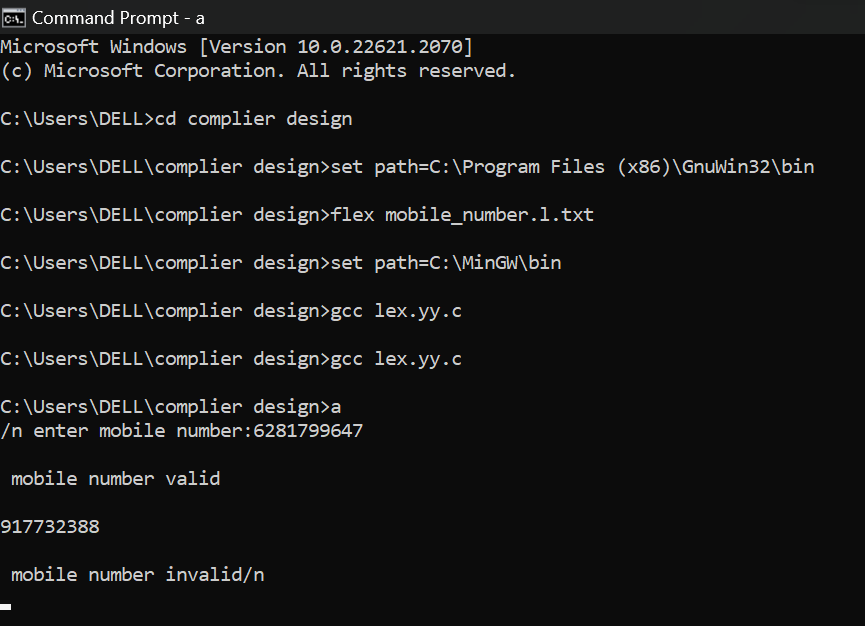 Command Prompt - a
Microsoft Windows [Version 10.0.22621.2070]
(c) Microsoft Corporation. All rights reserved.
C:\Users\DELL>cd complier design
C:\Users\DELL\complier design>set path=C:\Program Files (x86)\GnuWin32\bin
C:\Users\DELL\complier design>flex mobile_number.l.txt
C:\Users\DELL\complier design>set path=C:\MinGW\bin
C:\Users\DELL\complier design>gcc lex.yy.c
C:\Users\DELL\complier design>gcc lex.yy.c
C:\Users\DELL\complier design>a
/n enter mobile number:6281799647
mobile number valid
917732388
mobile number invalid/n